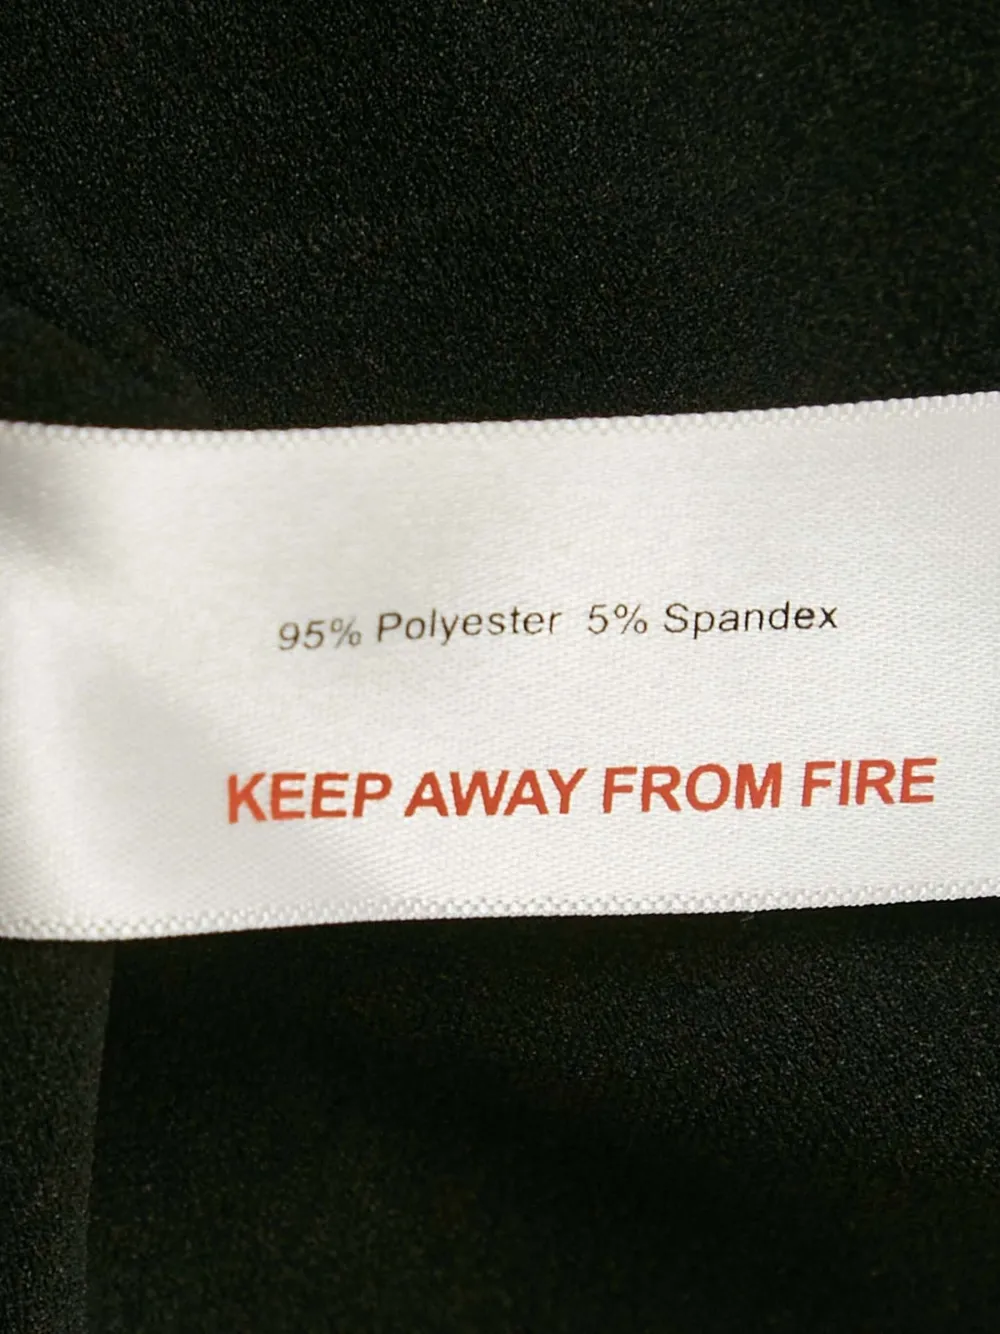 95% Polyester 5% Spandex
KEEP AWAY FROM FIRE